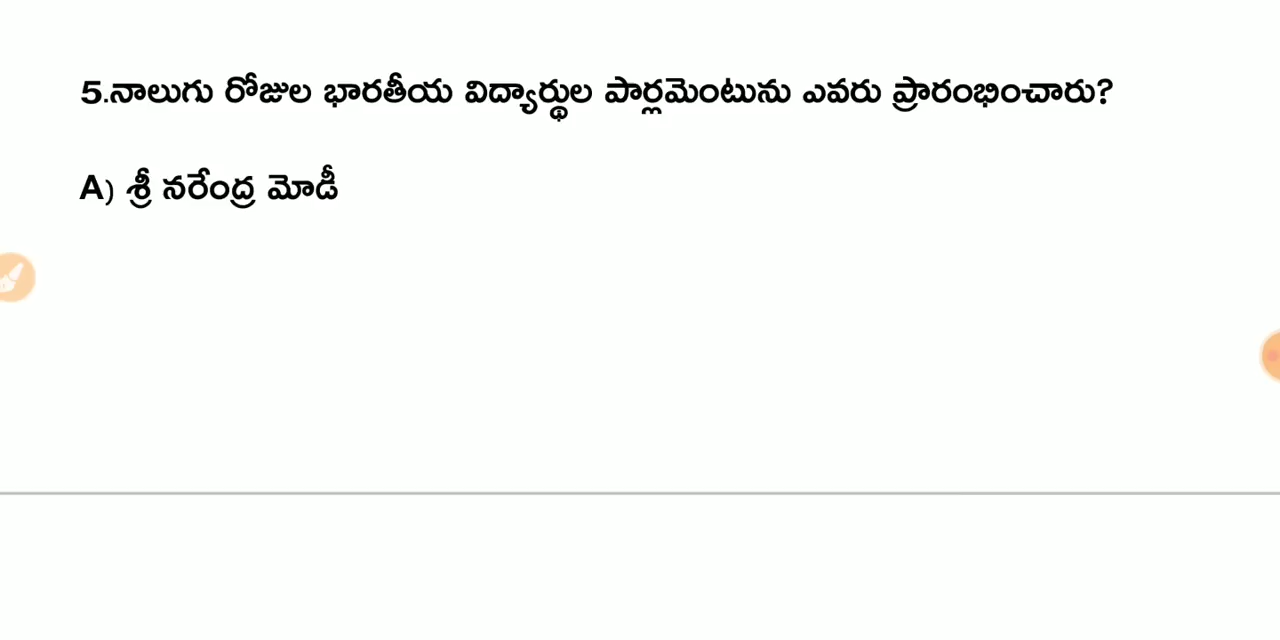 5.నాలుగు రోజుల భారతీయ విద్యార్థుల పార్లమెంటును ఎవరు ప్రారంభించారు?
A) శ్రీ నరేంద్ర మోడీ